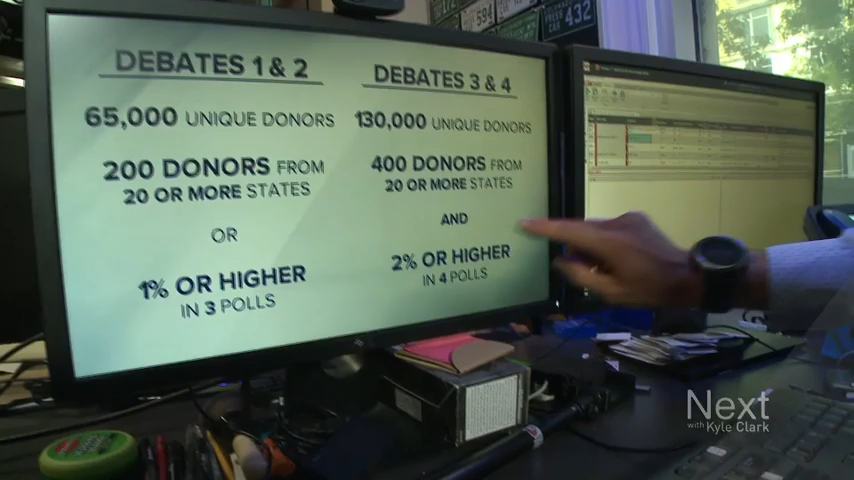 594
432
DEBATES 1 & 2
65,000 UNIQUE DONORS
200 DONORS FROM
20 OR MORE STATES
OR
1% OR HIGHER
IN 3 POLLS
DEBATES 3 & 4
130,000 UNIQUE DONORS
400 DONORS FROM
20 OR MORE STATES
AND
2% OR HIGHER
IN 4 POLLS
Next
with Kyle Clark